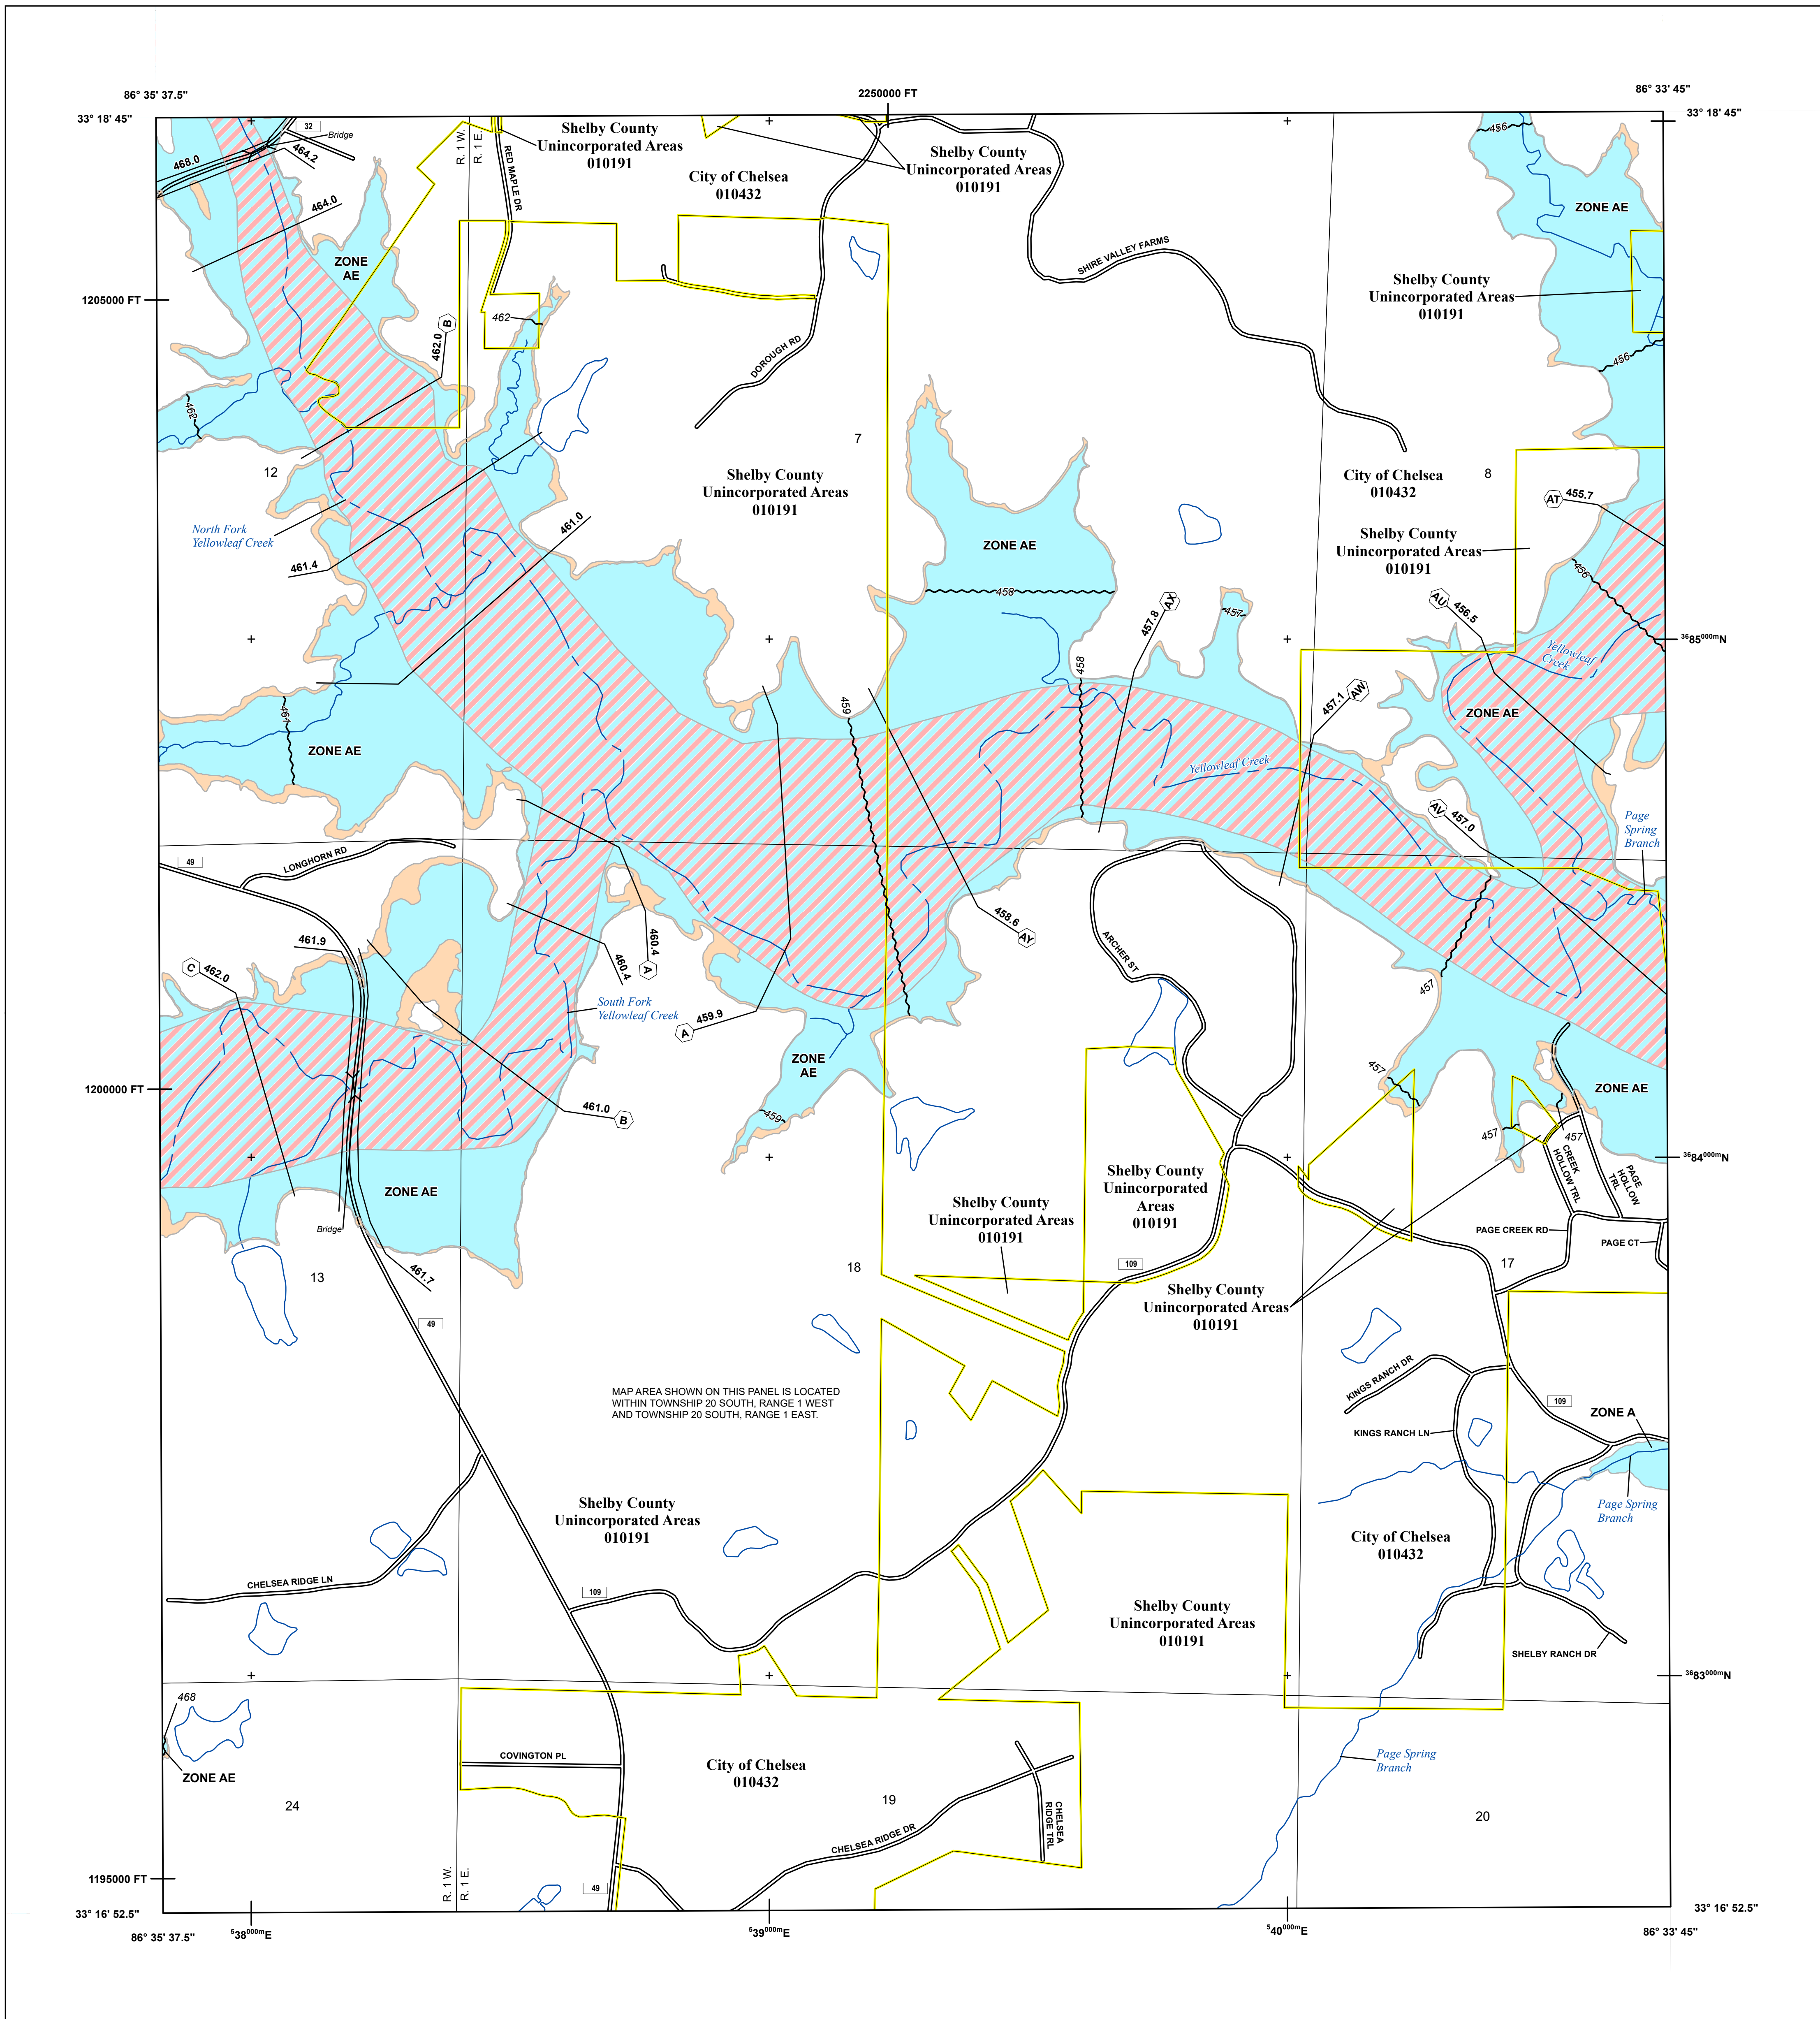 86° 35' 37.5"
2250000 FT
86° 33' 45"
33° 18' 45"
33° 18' 45"
32
Bridge
468.0
464.2
R. 1 W.
R. 1 E.
RED MAPLE DR
Shelby County
Unincorporated Areas
010191
City of Chelsea
010432
Shelby County
Unincorporated Areas
010191
456
ZONE AE
464.0
ZONE
AE
SHIRE VALLEY FARMS
Shelby County
Unincorporated Areas
010191
1205000 FT
462
462.0
B
DOROUGH RD
456
462
7
12
Shelby County
Unincorporated Areas
010191
City of Chelsea
010432
8
AT
455.7
North Fork
Yellowleaf Creek
461.0
461.4
ZONE AE
Shelby County
Unincorporated Areas
010191
456
458
457.8
AX
457
AU
456.5
3685000mN
Yellowleaf
Creek
458
459
461
457.1
AW
ZONE AE
ZONE AE
Yellowleaf Creek
AV
457.0
Page
Spring
Branch
49
LONGHORN RD
461.9
460.4
A
460.4
458.6
AY
ARCHER ST
C
462.0
457
South Fork
Yellowleaf Creek
A
459.9
ZONE
AE
457
ZONE AE
1200000 FT
461.0
B
459
457
457
CREEK
HOLLOW TRL
PAGE
HOLLOW
TRL
3684000mN
ZONE AE
Shelby County
Unincorporated
Areas
010191
Shelby County
Unincorporated Areas
010191
Bridge
PAGE CREEK RD
PAGE CT
461.7
13
18
109
17
Shelby County
Unincorporated Areas
010191
49
MAP AREA SHOWN ON THIS PANEL IS LOCATED
WITHIN TOWNSHIP 20 SOUTH, RANGE 1 WEST
AND TOWNSHIP 20 SOUTH, RANGE 1 EAST.
KINGS RANCH DR
109
ZONE A
KINGS RANCH LN
Shelby County
Unincorporated Areas
010191
Page Spring
Branch
City of Chelsea
010432
CHELSEA RIDGE LN
109
Shelby County
Unincorporated Areas
010191
SHELBY RANCH DR
3683000mN
468
COVINGTON PL
City of Chelsea
010432
Page Spring
Branch
ZONE AE
24
19
20
CHELSEA
RIDGE TRL
CHELSEA RIDGE DR
1195000 FT
R. 1 W.
R. 1 E.
49
33° 16' 52.5"
33° 16' 52.5"
86° 35' 37.5"
538000mE
539000mE
540000mE
86° 33' 45"